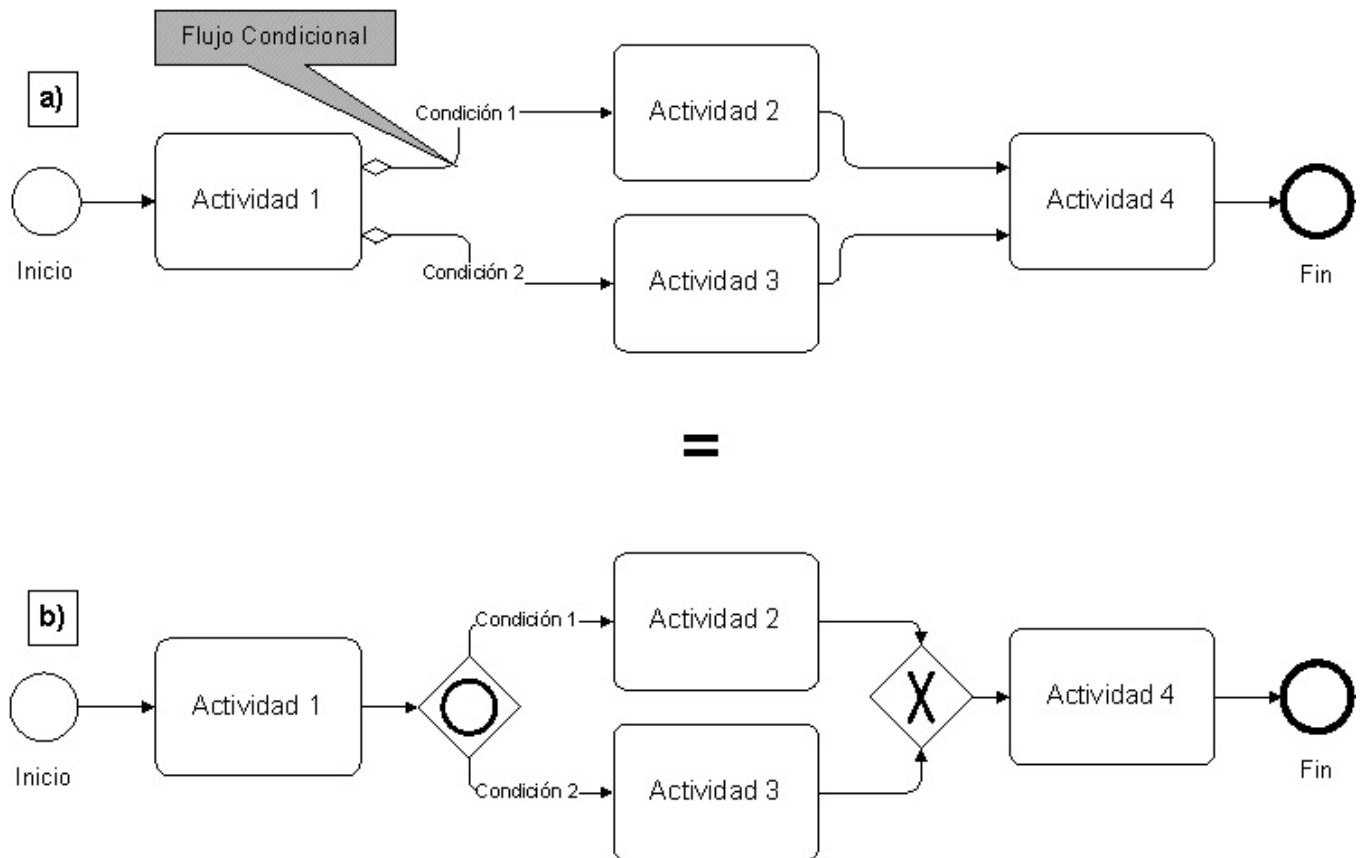 Flujo Condicional
a)
Condición 1
Actividad 2
Actividad 1
Actividad 4
Inicio
Condición 2
Actividad 3
Fin
=
b)
Condición 1
Actividad 2
Actividad 1
X
Actividad 4
Inicio
Condición 2
Actividad 3
Fin